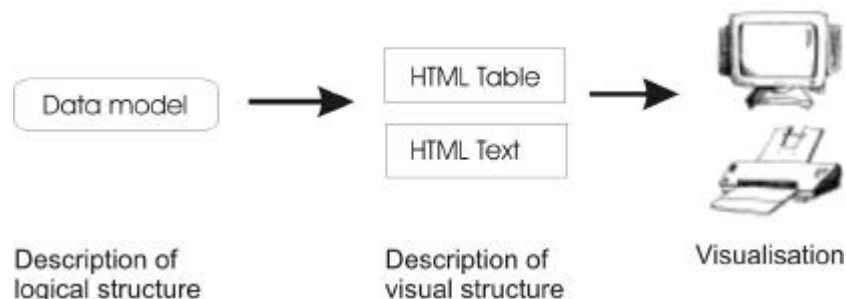 Data model
HTML Table
HTML Text
Description of
logical structure
Description of
visual structure
Visualisation